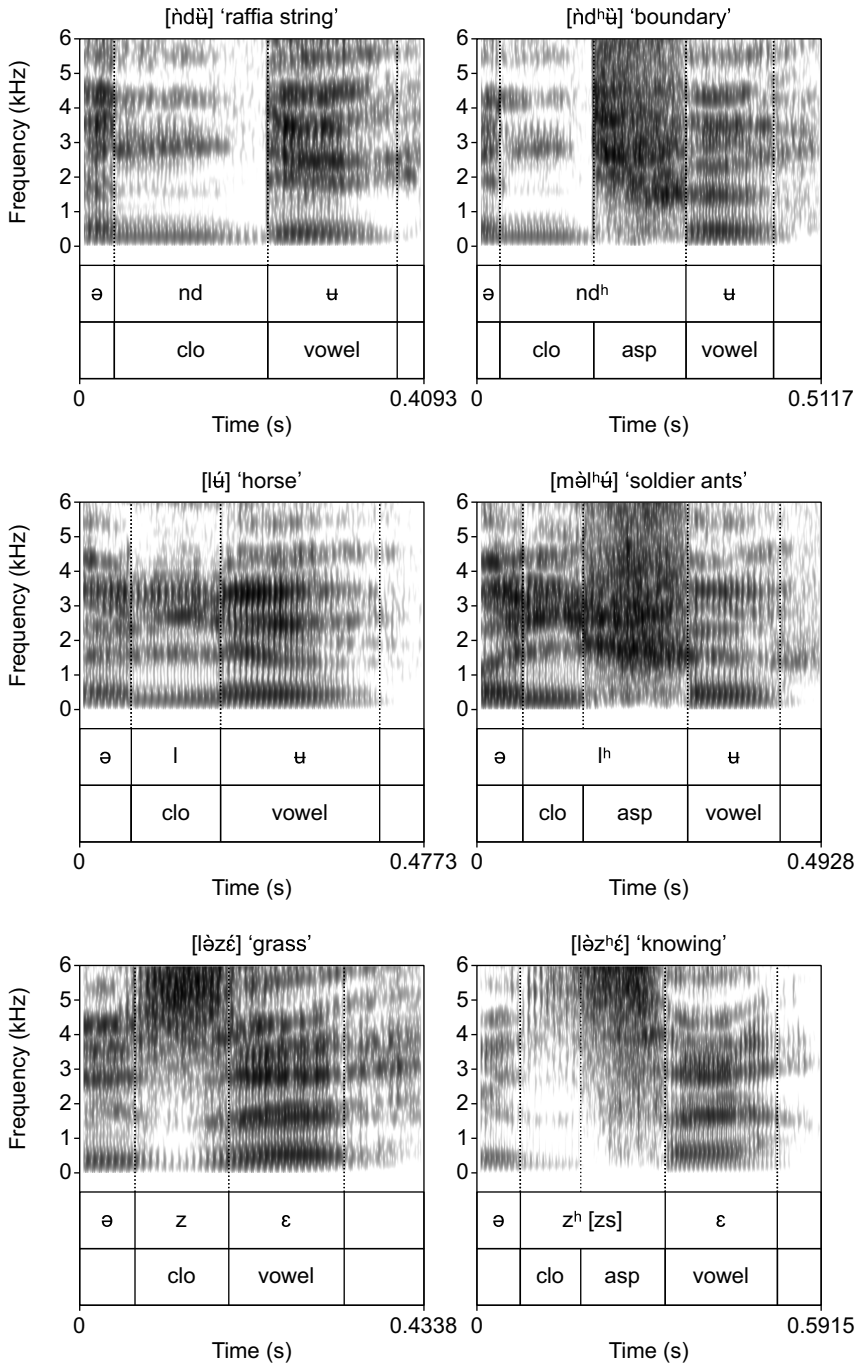 [ǹdʉ̏] ‘raffia string’
[ǹdʰʉ̏] ‘boundary’
Frequency (kHz)
6 5 4 3 2 1 0
6 5 4 3 2 1 0
ə nd ʉ
clo vowel
ə ndʰ ʉ
clo asp vowel
0 0.4093
Time (s)
0 0.5117
Time (s)
[lʉ́] ‘horse’
[mə̀lʰʉ́] ‘soldier ants’
Frequency (kHz)
6 5 4 3 2 1 0
6 5 4 3 2 1 0
ə l ʉ
clo vowel
ə lʰ ʉ
clo asp vowel
0 0.4773
Time (s)
0 0.4928
Time (s)
[lə̀zɛ́] ‘grass’
[lə̀zʰɛ́] ‘knowing’
Frequency (kHz)
6 5 4 3 2 1 0
6 5 4 3 2 1 0
ə z ɛ
clo vowel
ə zʰ [zs] ɛ
clo asp vowel
0 0.4338
Time (s)
0 0.5915
Time (s)